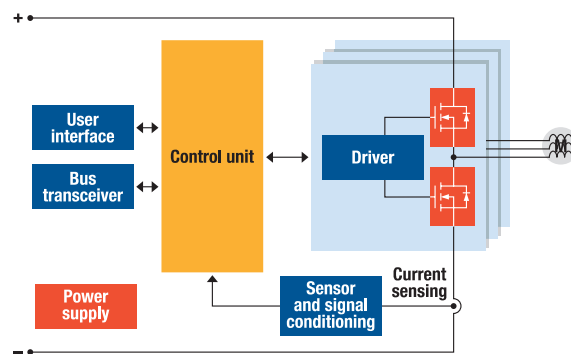 +
User
interface
Bus
transceiver
Control unit
Driver
Power
supply
Sensor
and signal
conditioning
Current
sensing
–